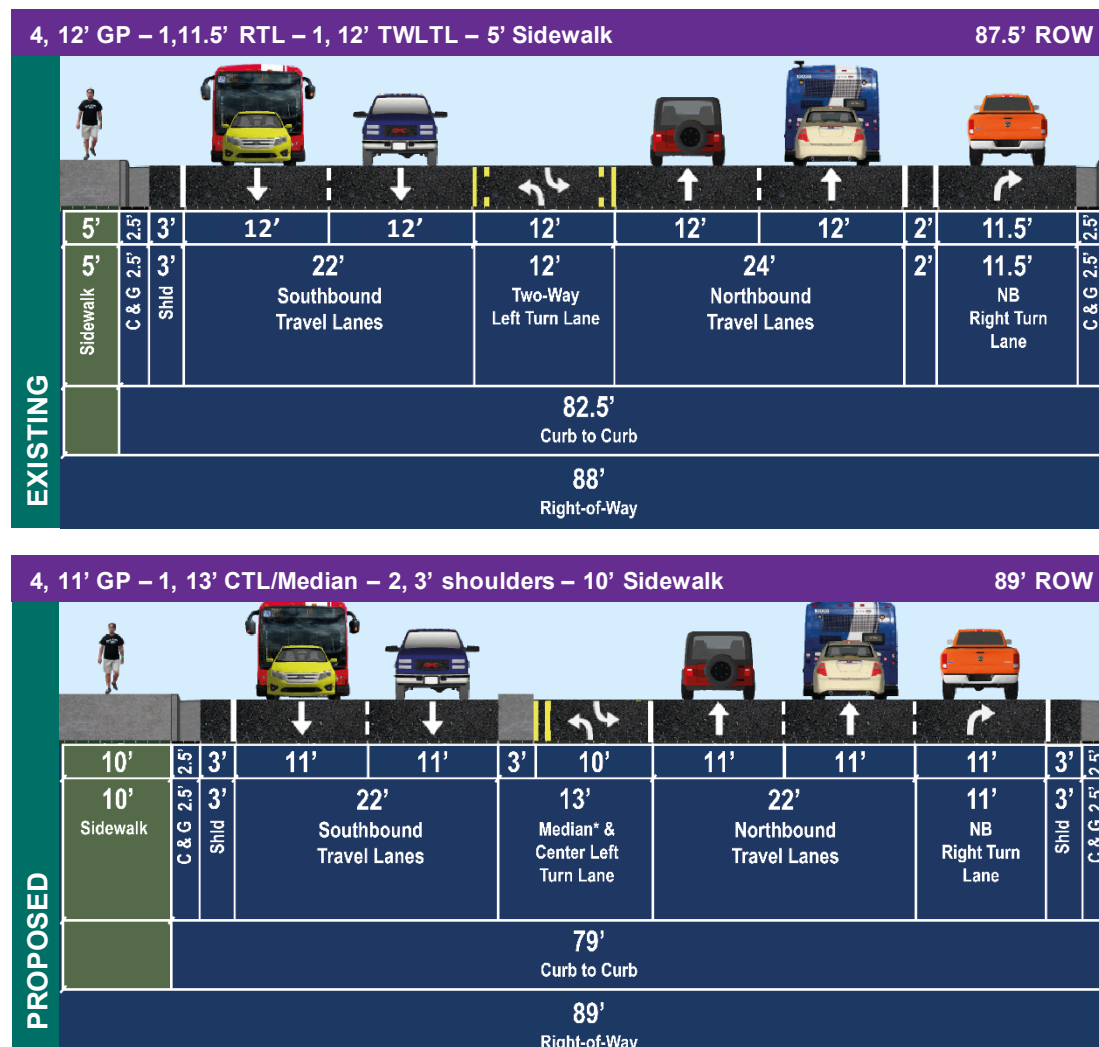 4, 12’ GP – 1,11.5’ RTL – 1, 12’ TWLTL – 5’ Sidewalk 87.5’ ROW
5’ 2.5’ 3’ 12’ 12’ 12’ 12’ 12’ 2’ 11.5’ 2.5’
5’ Sidewalk
C & G 2.5’
3’ Shld
22’
Southbound
Travel Lanes
12’
Two-Way
Left Turn Lane
24’
Northbound
Travel Lanes
2’
11.5’
NB
Right Turn
Lane
C & G 2.5’
82.5’
Curb to Curb
88’
Right-of-Way
EXISTING
4, 11’ GP – 1, 13’ CTL/Median – 2, 3’ shoulders – 10’ Sidewalk 89’ ROW
10’ 2.5’ 3’ 11’ 11’ 3’ 10’ 11’ 11’ 11’ 3’ 2.5’
10’
Sidewalk
C & G 2.5’
3’ Shld
22’
Southbound
Travel Lanes
13’
Median* &
Center Left
Turn Lane
22’
Northbound
Travel Lanes
11’
NB
Right Turn
Lane
3’ Shld
C & G 2.5’
79’
Curb to Curb
89’
Right-of-Way
PROPOSED